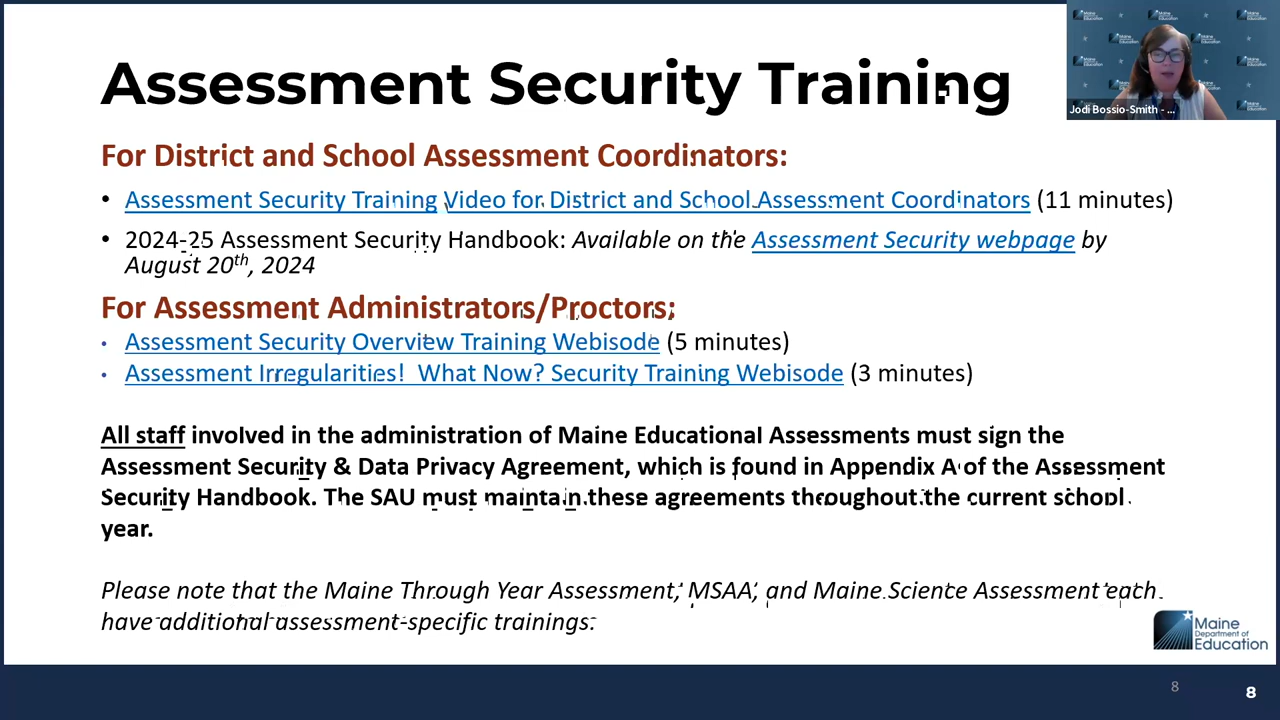 Assessment Security Training
Jodi Bossio-Smith - ...
For District and School Assessment Coordinators:
• Assessment Security Training Video for District and School Assessment Coordinators (11 minutes)
• 2024-25 Assessment Security Handbook: Available on the Assessment Security webpage by
August 20th, 2024
For Assessment Administrators/Proctors:
• Assessment Security Overview Training Webisode (5 minutes)
• Assessment Irregularities! What Now? Security Training Webisode (3 minutes)
All staff involved in the administration of Maine Educational Assessments must sign the
Assessment Security & Data Privacy Agreement, which is found in Appendix A of the Assessment
Security Handbook. The SAU must maintain these agreements throughout the current school
year.
Please note that the Maine Through Year Assessment, MSAA, and Maine Science Assessment each
have additional assessment-specific trainings.
Maine
Department of
Education
8
8